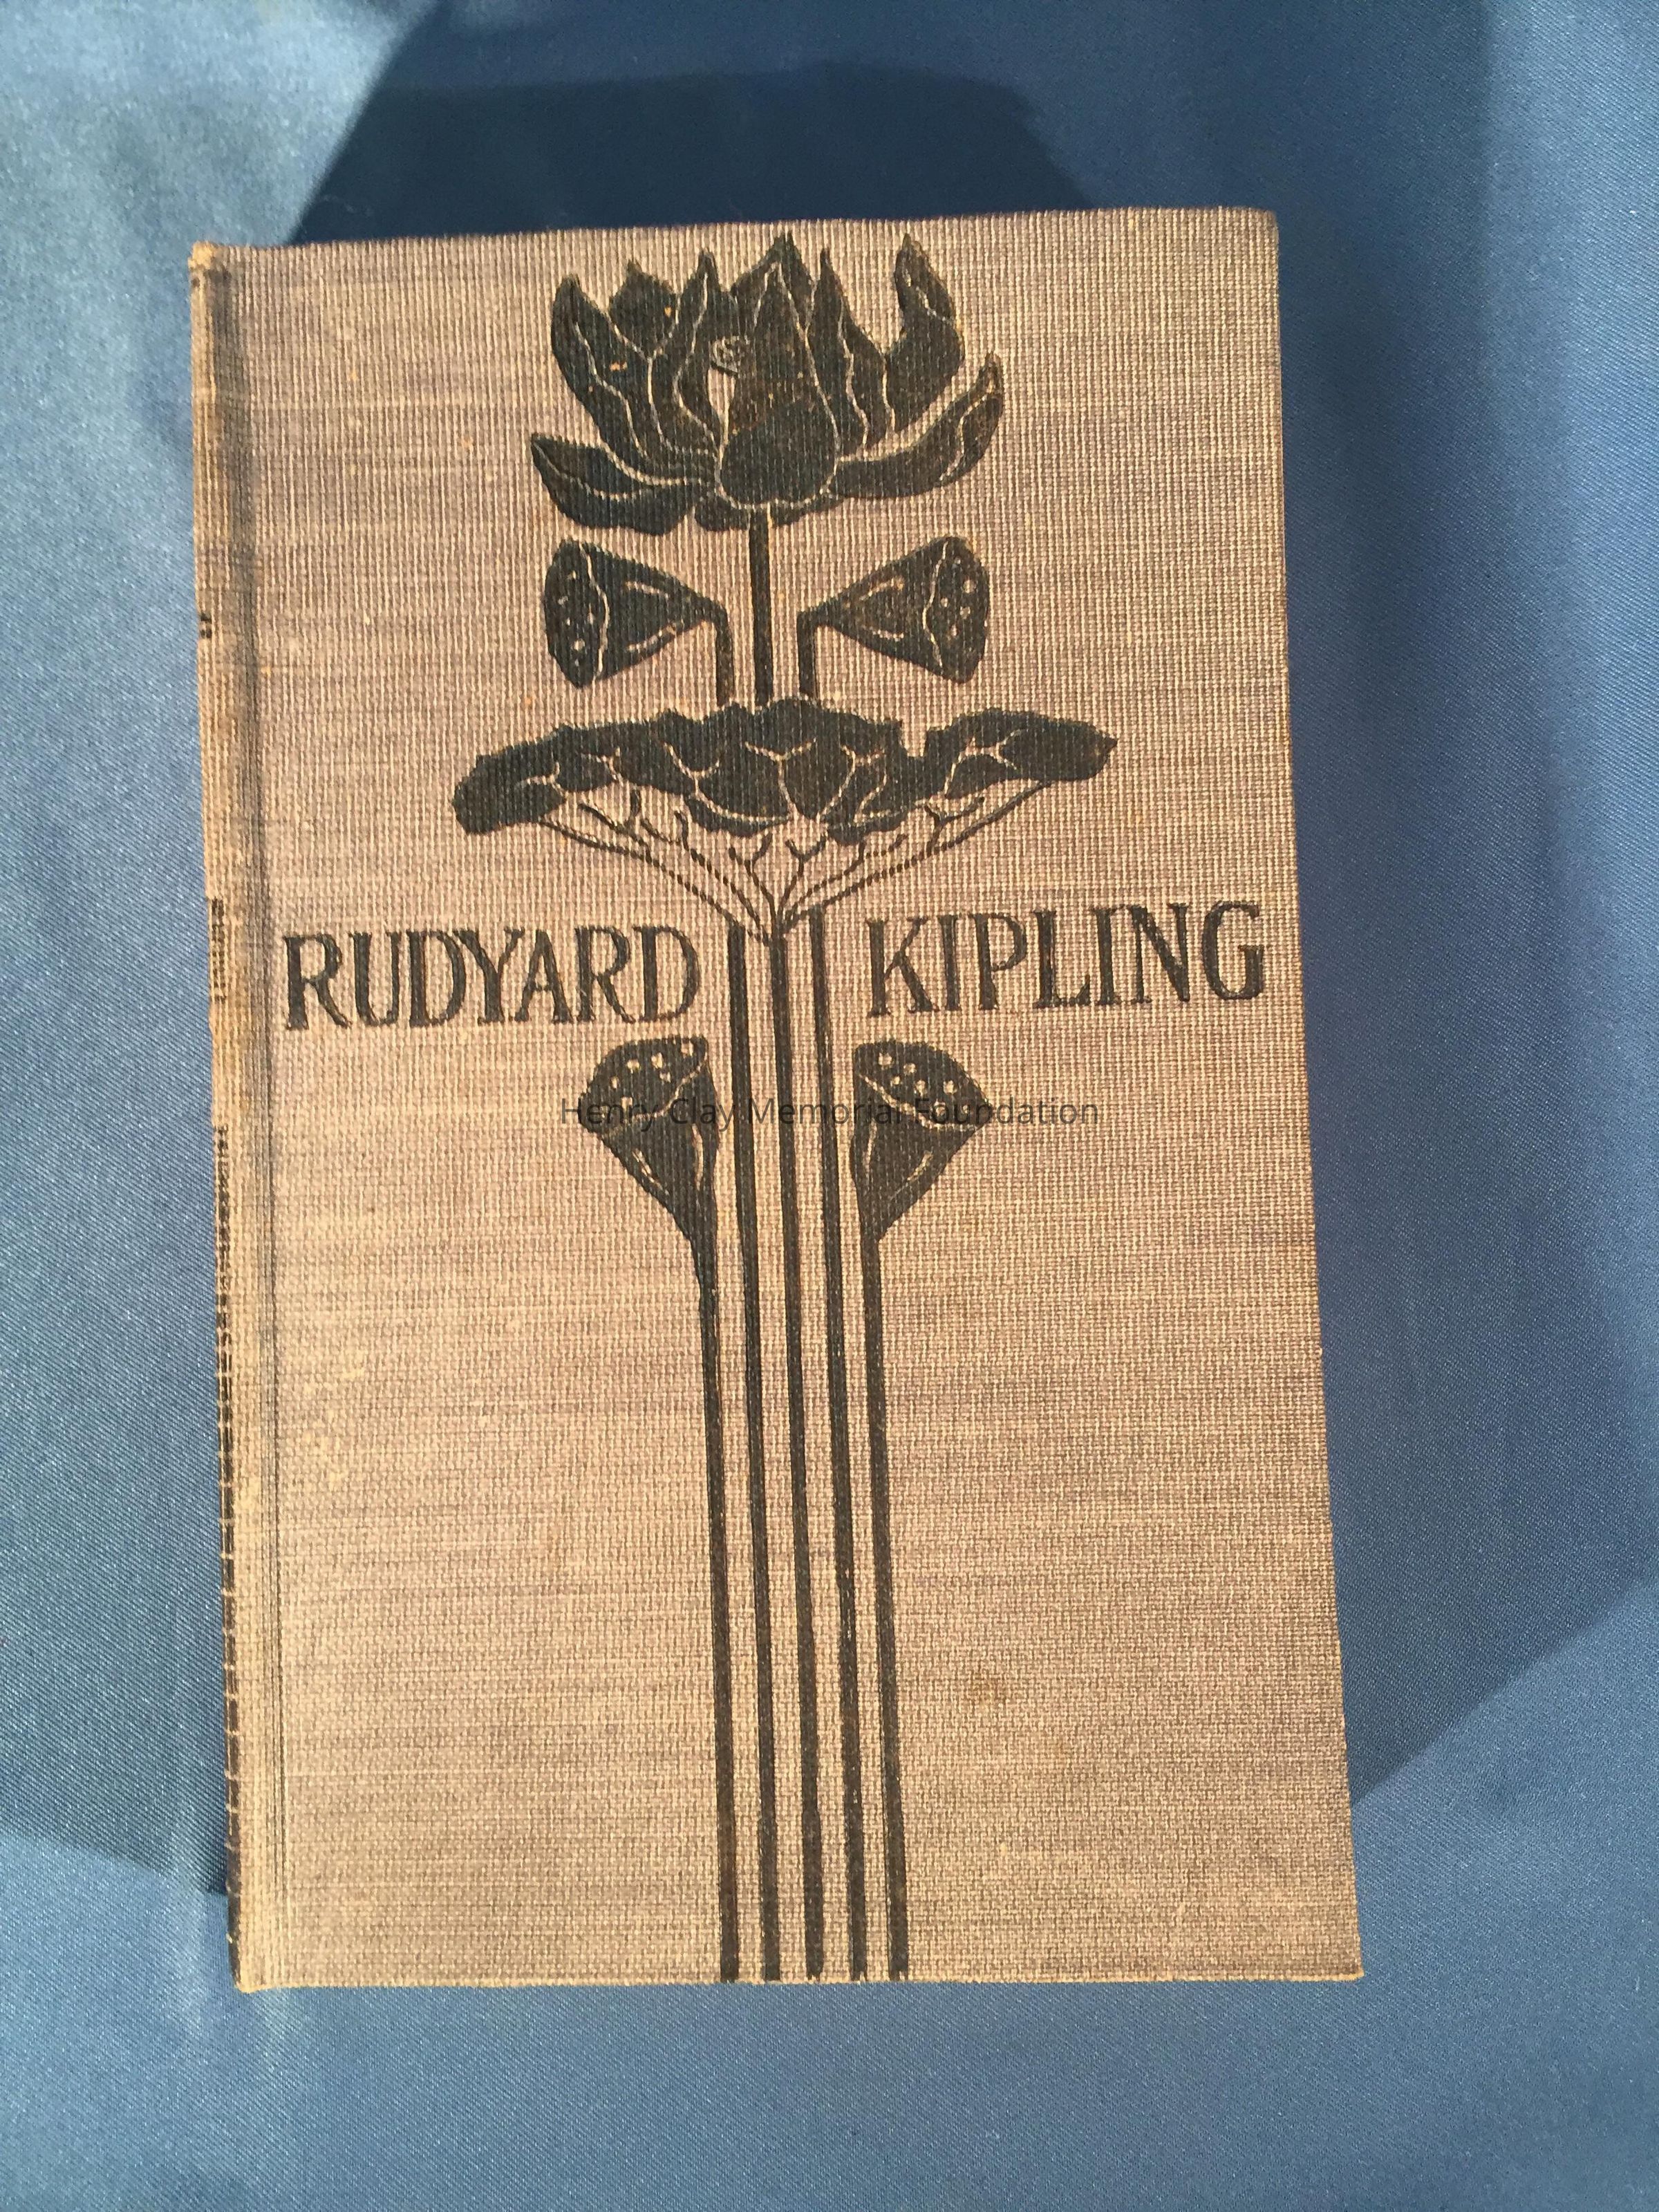 RUDYARD KIPLING
Henry Clay Memorial Foundation